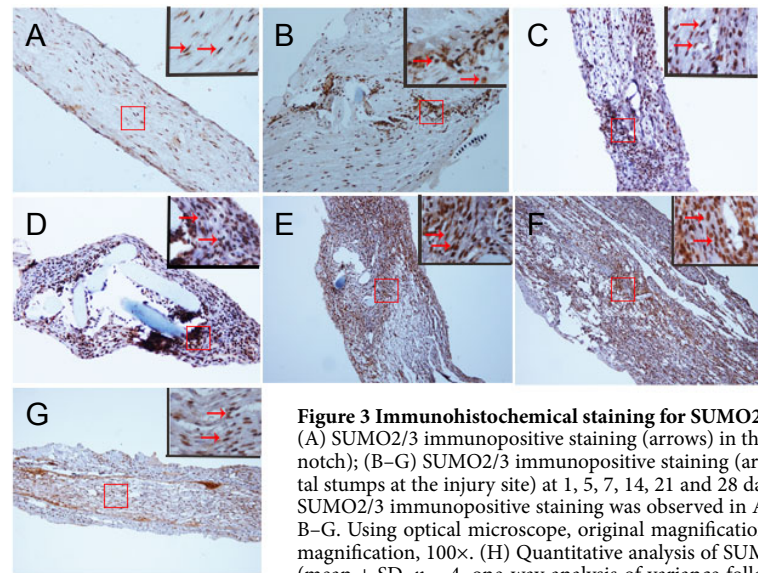 A
B
C
D
E
F
G
Figure 3 Immunohistochemical staining for SUMO2
(A) SUMO2/3 immunopositive staining (arrows) in th
notch); (B–G) SUMO2/3 immunopositive staining (ar
tal stumps at the injury site) at 1, 5, 7, 14, 21 and 28 da
SUMO2/3 immunopositive staining was observed in A
B–G. Using optical microscope, original magnificatio
magnification, 100×. (H) Quantitative analysis of SUM